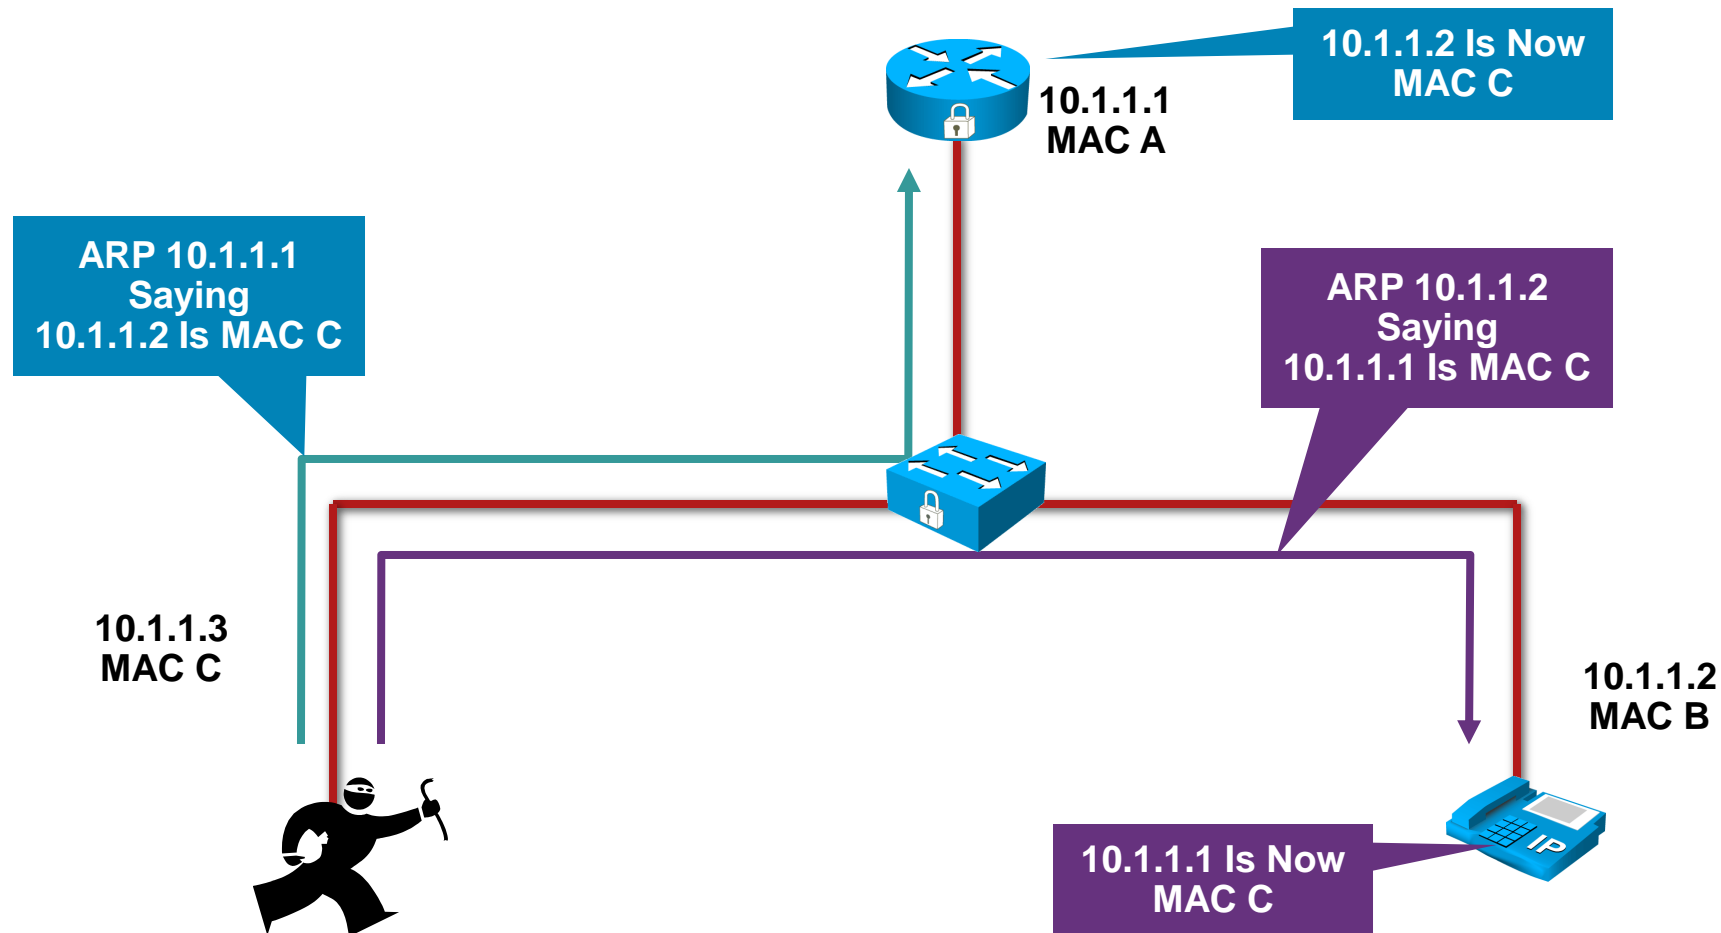 10.1.1.2 Is Now
MAC C
10.1.1.1
MAC A
ARP 10.1.1.1
Saying
10.1.1.2 Is MAC C
ARP 10.1.1.2
Saying
10.1.1.1 Is MAC C
10.1.1.3
MAC C
10.1.1.2
MAC B
IP
10.1.1.1 Is Now
MAC C